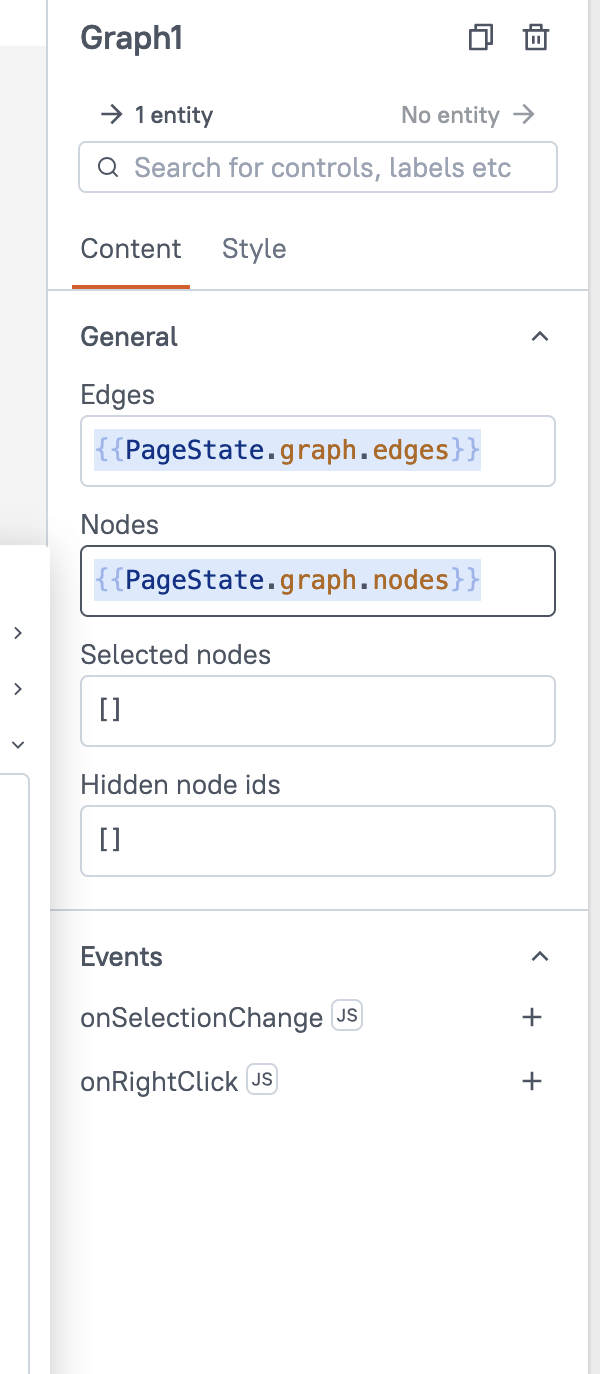 Graph1
1 entity
No entity
Search for controls, labels etc
Content Style
General
Edges
{{PageState.graph.edges}}
Nodes
{{PageState.graph.nodes}}
Selected nodes
[]
Hidden node ids
[]
Events
onSelectionChange JS
onRightClick JS